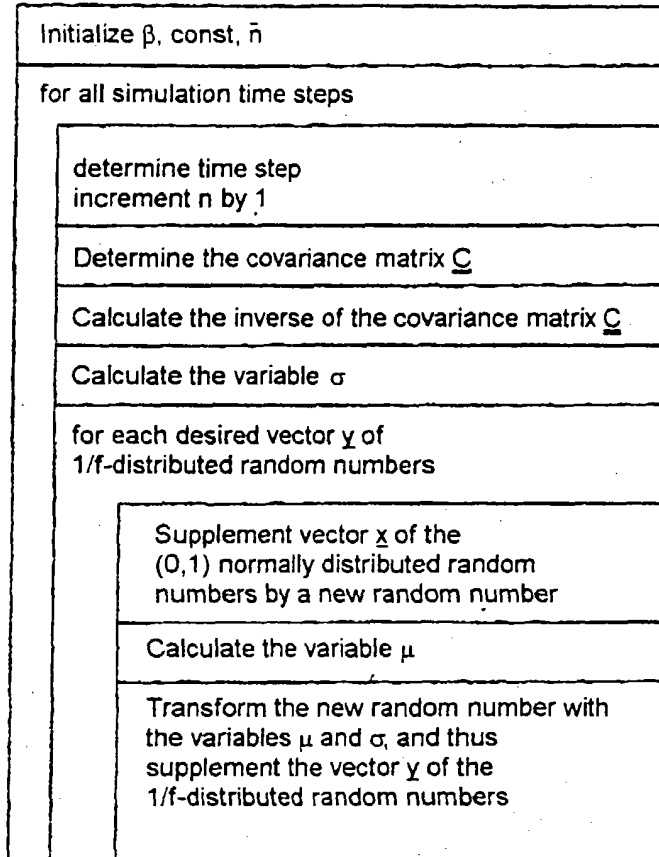 Initialize β, const, n̄
for all simulation time steps
determine time step
increment n by 1
Determine the covariance matrix C̲
Calculate the inverse of the covariance matrix C̲
Calculate the variable σ
for each desired vector y̲ of
1/f-distributed random numbers
Supplement vector x̲ of the
(0,1) normally distributed random
numbers by a new random number
Calculate the variable μ
Transform the new random number with
the variables μ and σ, and thus
supplement the vector y̲ of the
1/f-distributed random numbers